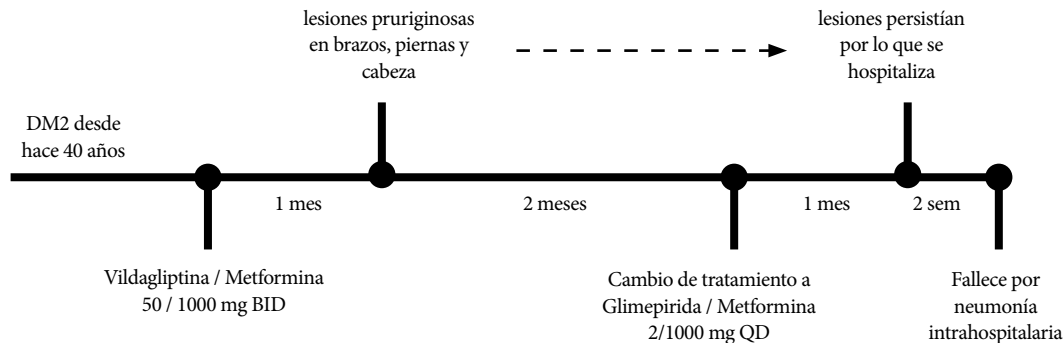 lesiones pruriginosas
en brazos, piernas y
cabeza
lesiones persistían
por lo que se
hospitaliza
DM2 desde
hace 40 años
1 mes
2 meses
1 mes
2 sem
Vildagliptina / Metformina
50 / 1000 mg BID
Cambio de tratamiento a
Glimepirida / Metformina
2/1000 mg QD
Fallece por
neumonía
intrahospitalaria